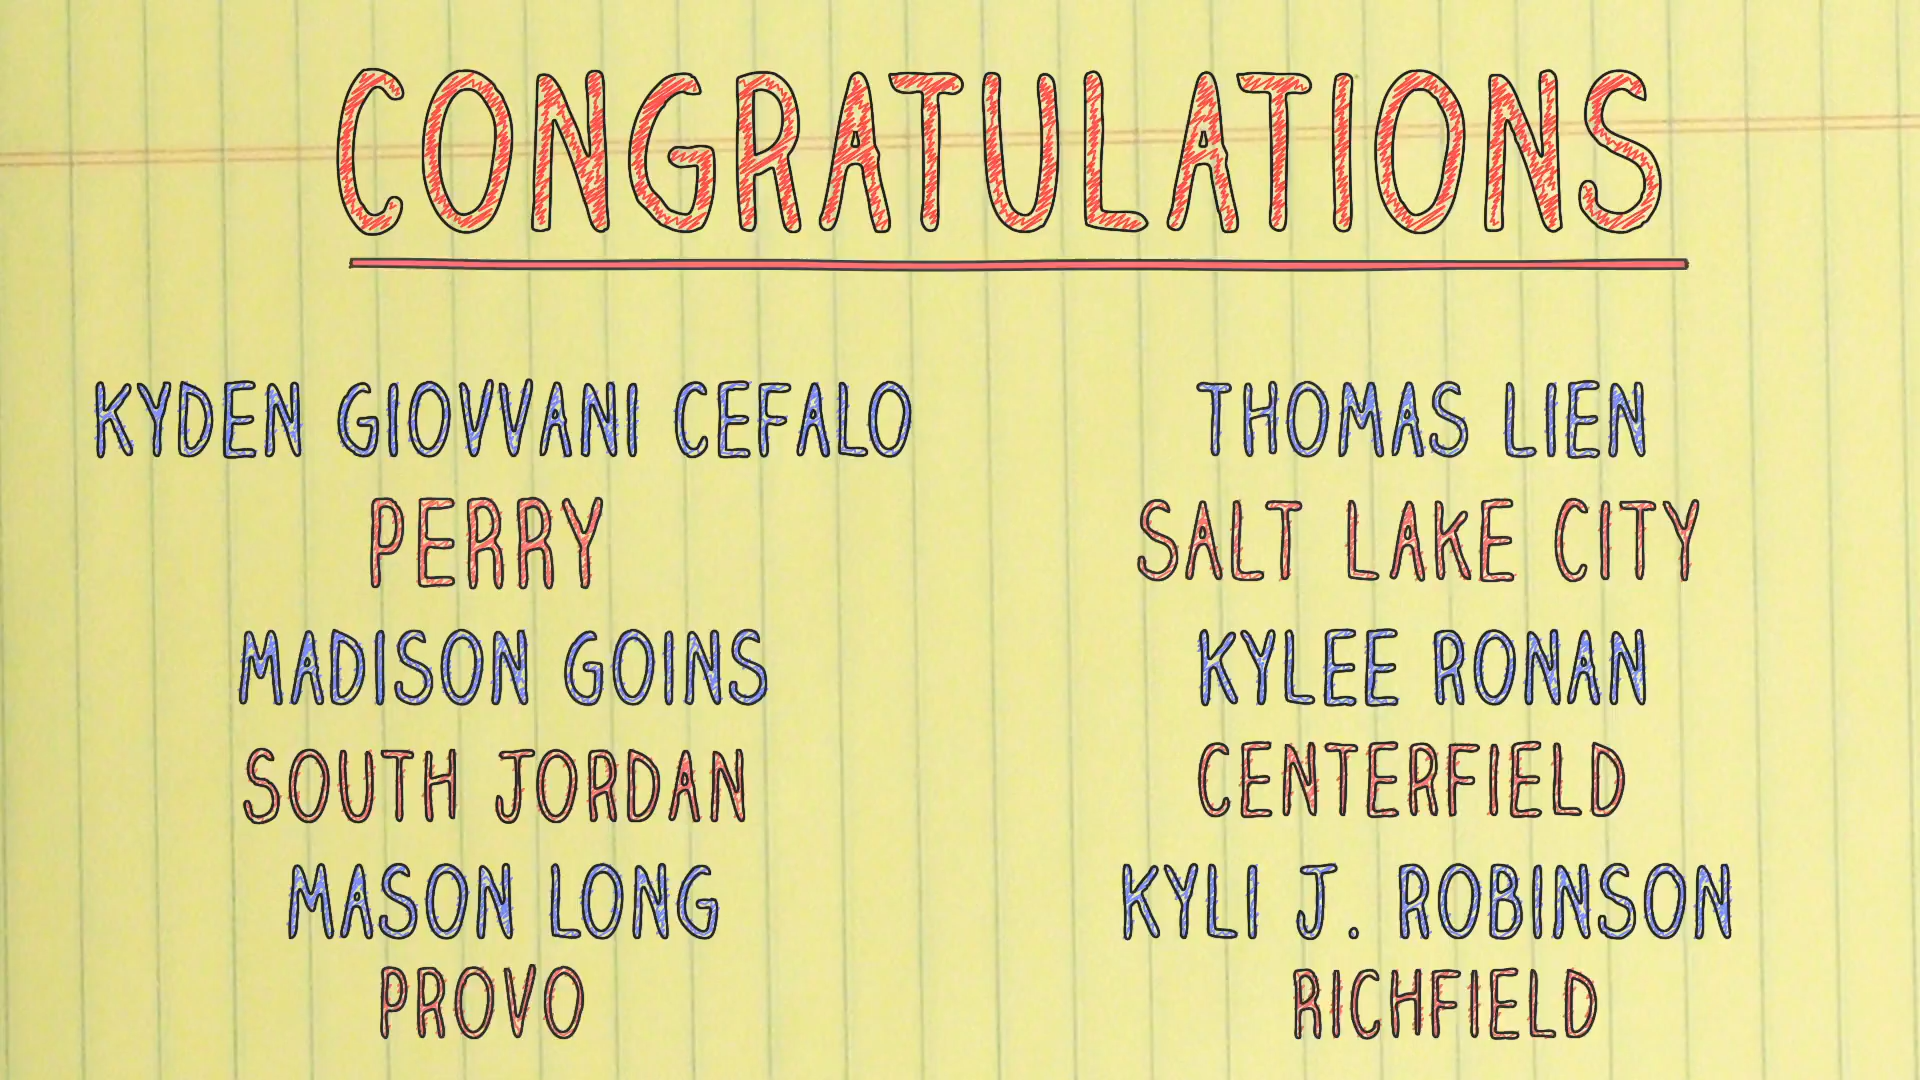 CONGRATULATIONS
KYDEN GIOVVANI CEFALO
PERRY
MADISON GOINS
SOUTH JORDAN
MASON LONG
PROVO
THOMAS LIEN
SALT LAKE CITY
KYLEE RONAN
CENTERFIELD
KYLI J. ROBINSON
RICHFIELD